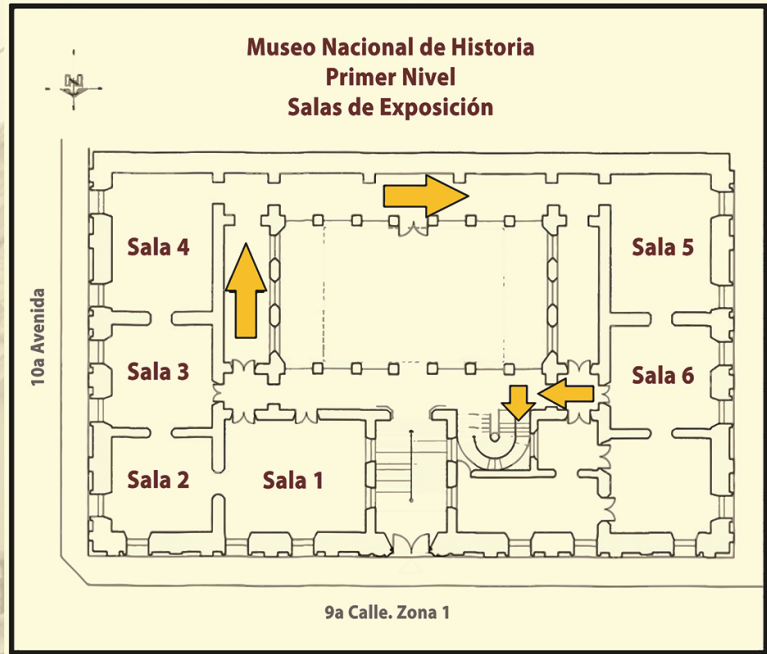 Museo Nacional de Historia
Primer Nivel
Salas de Exposición
N
Sala 4
Sala 5
Sala 3
Sala 6
Sala 2
Sala 1
10a Avenida
9a Calle. Zona 1